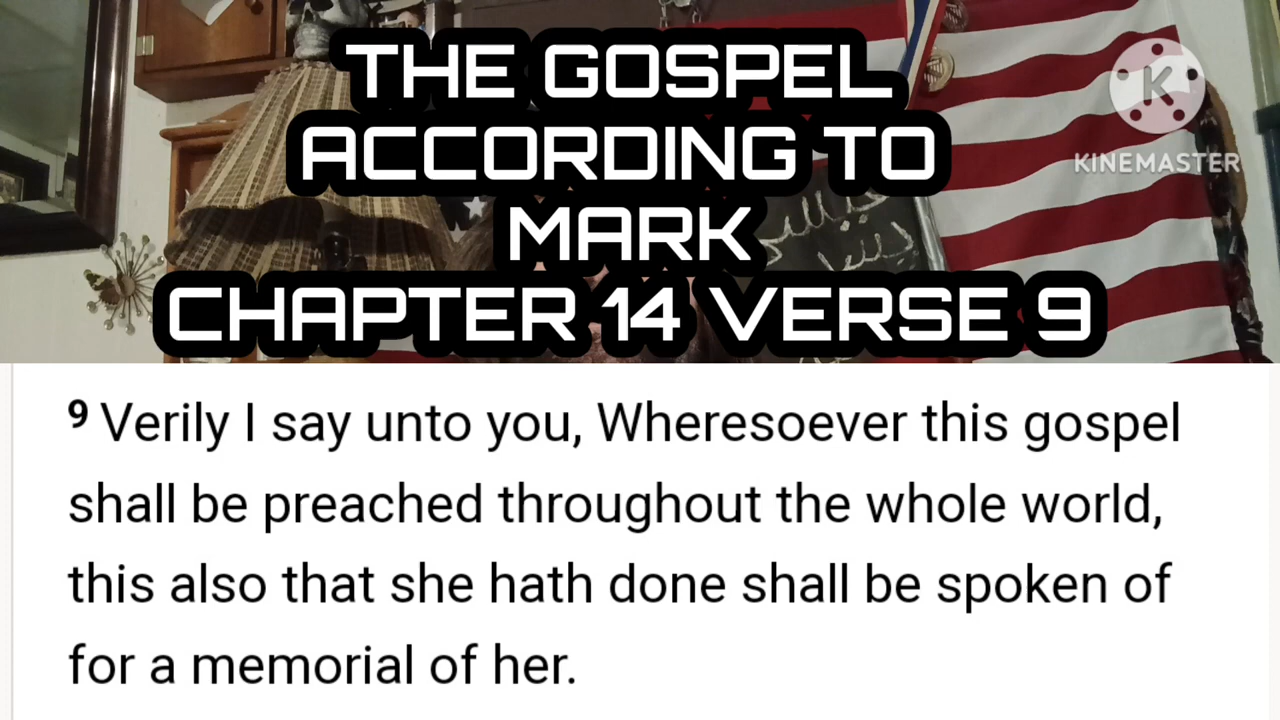 THE GOSPEL
ACCORDING TO
MARK
CHAPTER 14 VERSE 9
K
KINEMASTER
9 Verily I say unto you, Wheresoever this gospel
shall be preached throughout the whole world,
this also that she hath done shall be spoken of
for a memorial of her.